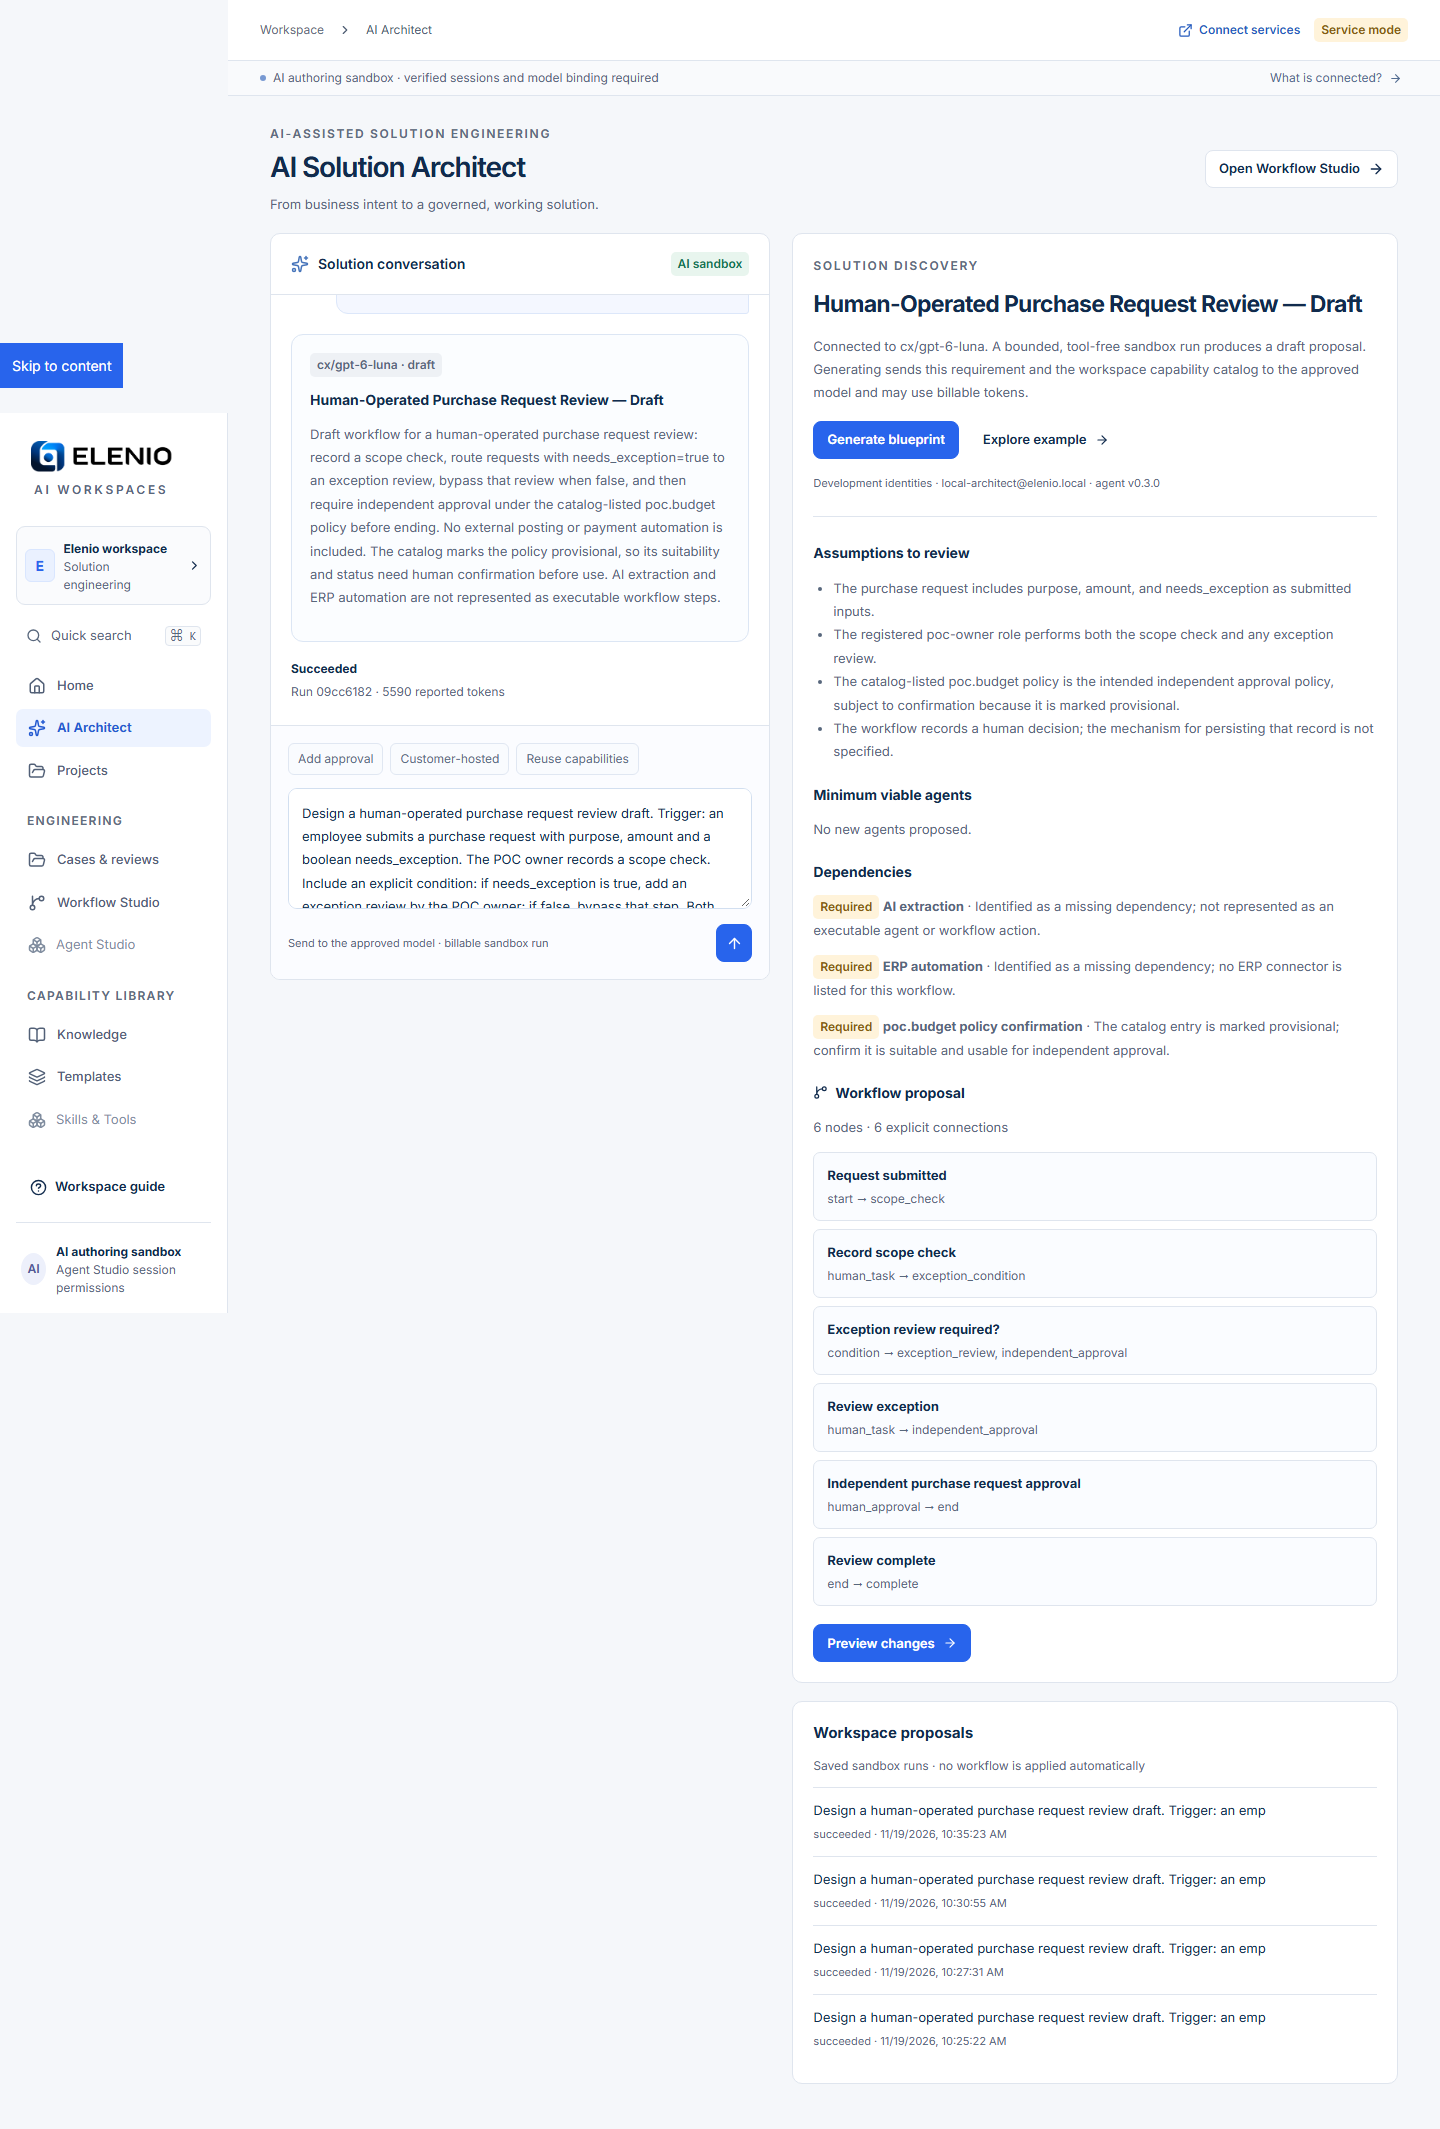 Workspace
AI Architect
Connect services
Service mode
AI authoring sandbox · verified sessions and model binding required
What is connected?
Skip to content
ELENIO
AI WORKSPACES
E
Elenio workspace
Solution
engineering
Quick search
⌘ K
Home
AI Architect
Projects
ENGINEERING
Cases & reviews
Workflow Studio
Agent Studio
CAPABILITY LIBRARY
Knowledge
Templates
Skills & Tools
Workspace guide
AI
AI authoring sandbox
Agent Studio session
permissions
AI-ASSISTED SOLUTION ENGINEERING
AI Solution Architect
From business intent to a governed, working solution.
Open Workflow Studio
Solution conversation
AI sandbox
cx/gpt-6-luna · draft
Human-Operated Purchase Request Review — Draft
Draft workflow for a human-operated purchase request review:
record a scope check, route requests with needs_exception=true to
an exception review, bypass that review when false, and then
require independent approval under the catalog-listed poc.budget
policy before ending. No external posting or payment automation is
included. The catalog marks the policy provisional, so its suitability
and status need human confirmation before use. AI extraction and
ERP automation are not represented as executable workflow steps.
Succeeded
Run 09cc6182 · 5590 reported tokens
Add approval
Customer-hosted
Reuse capabilities
Design a human-operated purchase request review draft. Trigger: an
employee submits a purchase request with purpose, amount and a
boolean needs_exception. The POC owner records a scope check.
Include an explicit condition: if needs_exception is true, add an
exception review by the POC owner; if false, bypass that step. Both
Send to the approved model · billable sandbox run
SOLUTION DISCOVERY
Human-Operated Purchase Request Review — Draft
Connected to cx/gpt-6-luna. A bounded, tool-free sandbox run produces a draft proposal.
Generating sends this requirement and the workspace capability catalog to the approved
model and may use billable tokens.
Generate blueprint
Explore example
Development identities · local-architect@elenio.local · agent v0.3.0
Assumptions to review
• The purchase request includes purpose, amount, and needs_exception as submitted
inputs.
• The registered poc-owner role performs both the scope check and any exception
review.
• The catalog-listed poc.budget policy is the intended independent approval policy,
subject to confirmation because it is marked provisional.
• The workflow records a human decision; the mechanism for persisting that record is not
specified.
Minimum viable agents
No new agents proposed.
Dependencies
Required AI extraction · Identified as a missing dependency; not represented as an
executable agent or workflow action.
Required ERP automation · Identified as a missing dependency; no ERP connector is
listed for this workflow.
Required poc.budget policy confirmation · The catalog entry is marked provisional;
confirm it is suitable and usable for independent approval.
Workflow proposal
6 nodes · 6 explicit connections
Request submitted
start → scope_check
Record scope check
human_task → exception_condition
Exception review required?
condition → exception_review, independent_approval
Review exception
human_task → independent_approval
Independent purchase request approval
human_approval → end
Review complete
end → complete
Preview changes
Workspace proposals
Saved sandbox runs · no workflow is applied automatically
Design a human-operated purchase request review draft. Trigger: an emp
succeeded · 11/19/2026, 10:35:23 AM
Design a human-operated purchase request review draft. Trigger: an emp
succeeded · 11/19/2026, 10:30:55 AM
Design a human-operated purchase request review draft. Trigger: an emp
succeeded · 11/19/2026, 10:27:31 AM
Design a human-operated purchase request review draft. Trigger: an emp
succeeded · 11/19/2026, 10:25:22 AM